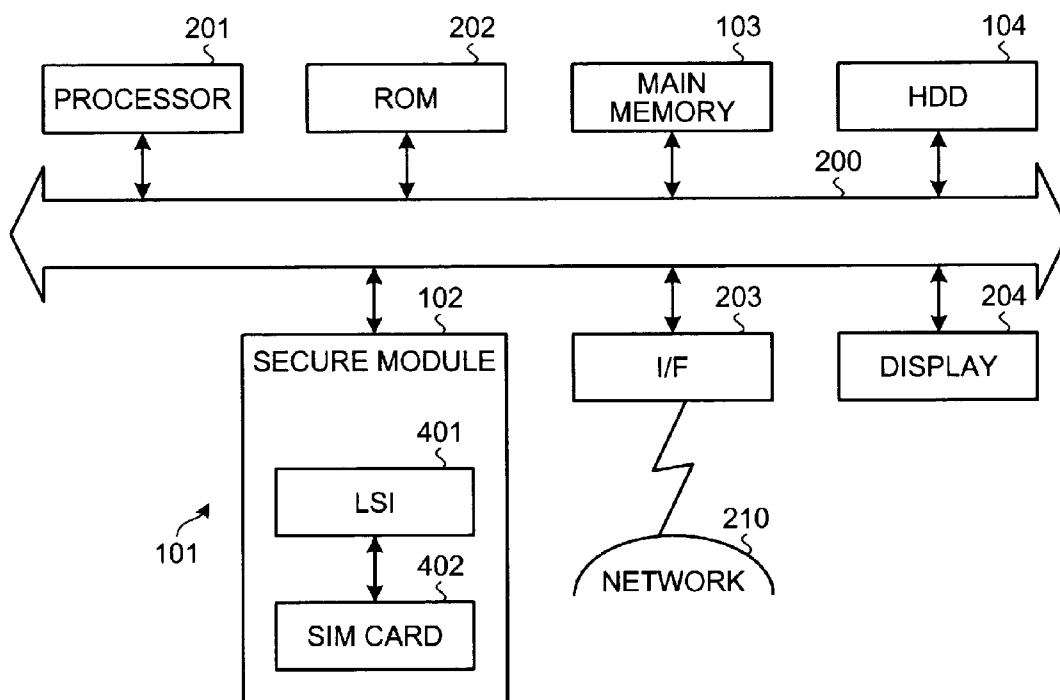 201
202
103
104
PROCESSOR
ROM
MAIN
MEMORY
HDD
200
102
203
204
SECURE MODULE
I/F
DISPLAY
401
LSI
101
402
SIM CARD
210
NETWORK